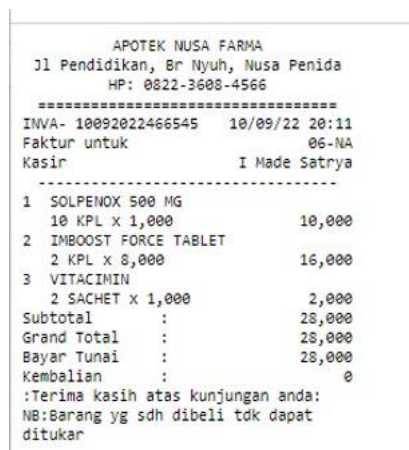 APOTEK NUSA FARMA
Jl Pendidikan, Br Nyuh, Nusa Penida
HP: 0822-3608-4566
==================================
INVA- 10092022466545 10/09/22 20:11
Faktur untuk 06-NA
Kasir I Made Satrya
----------------------------------
1 SOLPENOX 500 MG
10 KPL x 1,000 10,000
2 IMBOOST FORCE TABLET
2 KPL x 8,000 16,000
3 VITACIMIN
2 SACHET x 1,000 2,000
Subtotal : 28,000
Grand Total : 28,000
Bayar Tunai : 28,000
Kembalian : 0
:Terima kasih atas kunjungan anda:
NB:Barang yg sdh dibeli tdk dapat
ditukar